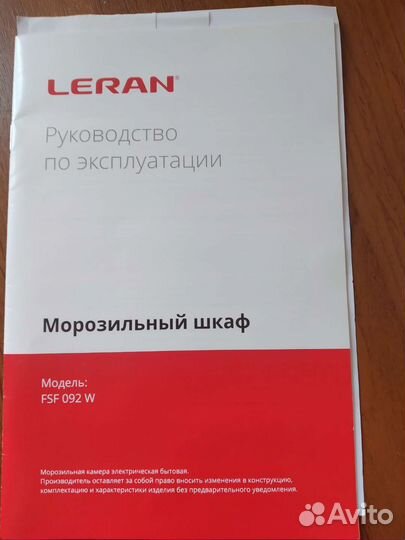 LERAN®
Руководство
по эксплуатации
Морозильный шкаф
Модель:
FSF 092 W
Морозильная камера электрическая бытовая.
Производитель оставляет за собой право вносить изменения в конструкцию,
комплектацию и характеристики изделия без предварительного уведомления.
Avito